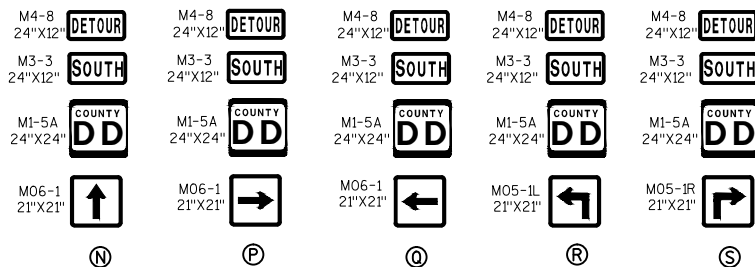 M4-8
24"X12"
DETOUR
M3-3
24"X12"
SOUTH
M1-5A
24"X24"
COUNTY
DD
MO6-1
21"X21"
N
M4-8
24"X12"
DETOUR
M3-3
24"X12"
SOUTH
M1-5A
24"X24"
COUNTY
DD
MO6-1
21"X21"
P
M4-8
24"X12"
DETOUR
M3-3
24"X12"
SOUTH
M1-5A
24"X24"
COUNTY
DD
MO6-1
21"X21"
Q
M4-8
24"X12"
DETOUR
M3-3
24"X12"
SOUTH
M1-5A
24"X24"
COUNTY
DD
MO5-1L
21"X21"
R
M4-8
24"X12"
DETOUR
M3-3
24"X12"
SOUTH
M1-5A
24"X24"
COUNTY
DD
MO5-1R
21"X21"
S